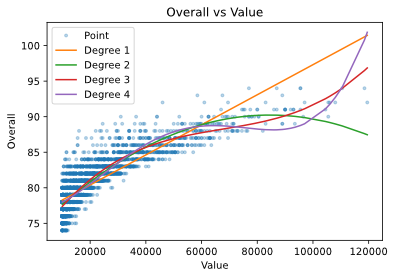 Overall vs Value
Point
Degree 1
Degree 2
Degree 3
Degree 4
Overall
100
95
90
85
80
75
20000 40000 60000 80000 100000 120000
Value